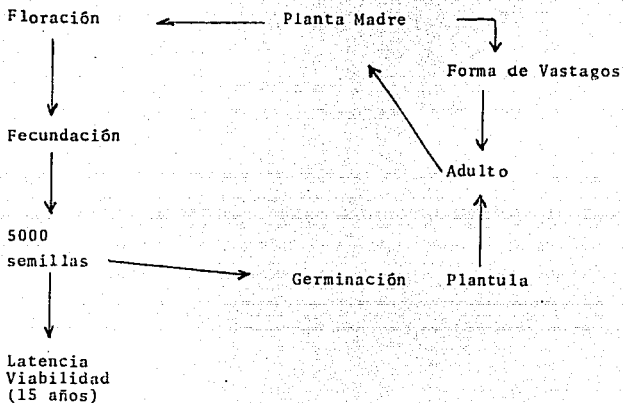 Floración
Planta Madre
Forma de Vastagos
Fecundación
Adulto
5000
semillas
Germinación
Plantula
Latencia
Viabilidad
(15 años)